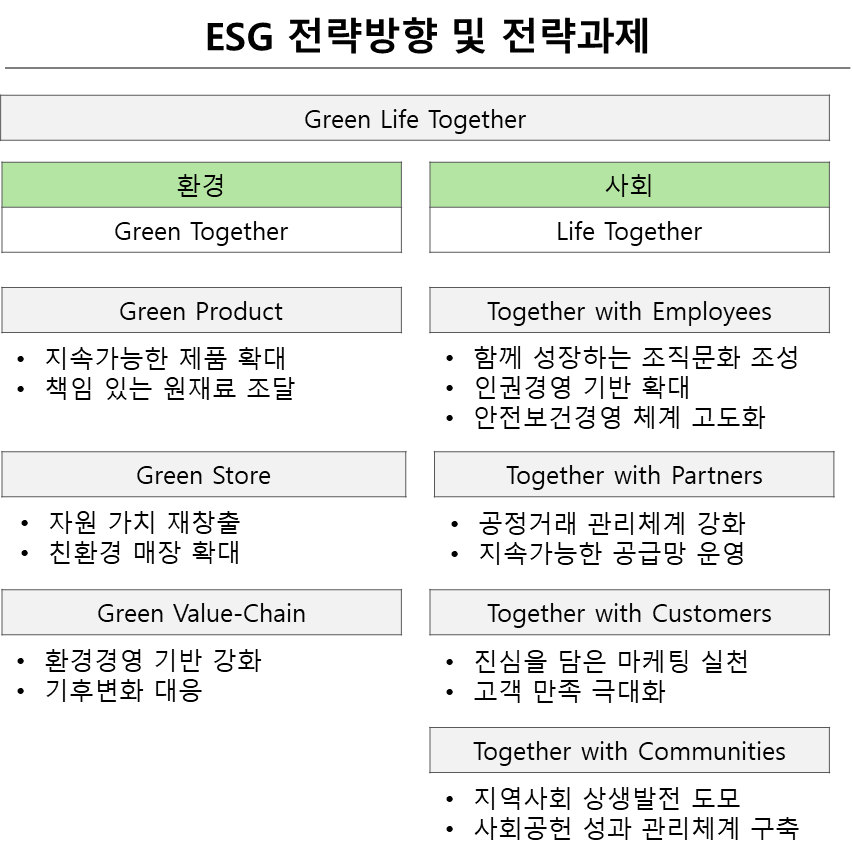 ESG 전략방향 및 전략과제
Green Life Together
환경
Green Together
Green Product
• 지속가능한 제품 확대
• 책임 있는 원재료 조달
Green Store
• 자원 가치 재창출
• 친환경 매장 확대
Green Value-Chain
• 환경경영 기반 강화
• 기후변화 대응
사회
Life Together
Together with Employees
• 함께 성장하는 조직문화 조성
• 인권경영 기반 확대
• 안전보건경영 체계 고도화
Together with Partners
• 공정거래 관리체계 강화
• 지속가능한 공급망 운영
Together with Customers
• 진심을 담은 마케팅 실천
• 고객 만족 극대화
Together with Communities
• 지역사회 상생발전 도모
• 사회공헌 성과 관리체계 구축